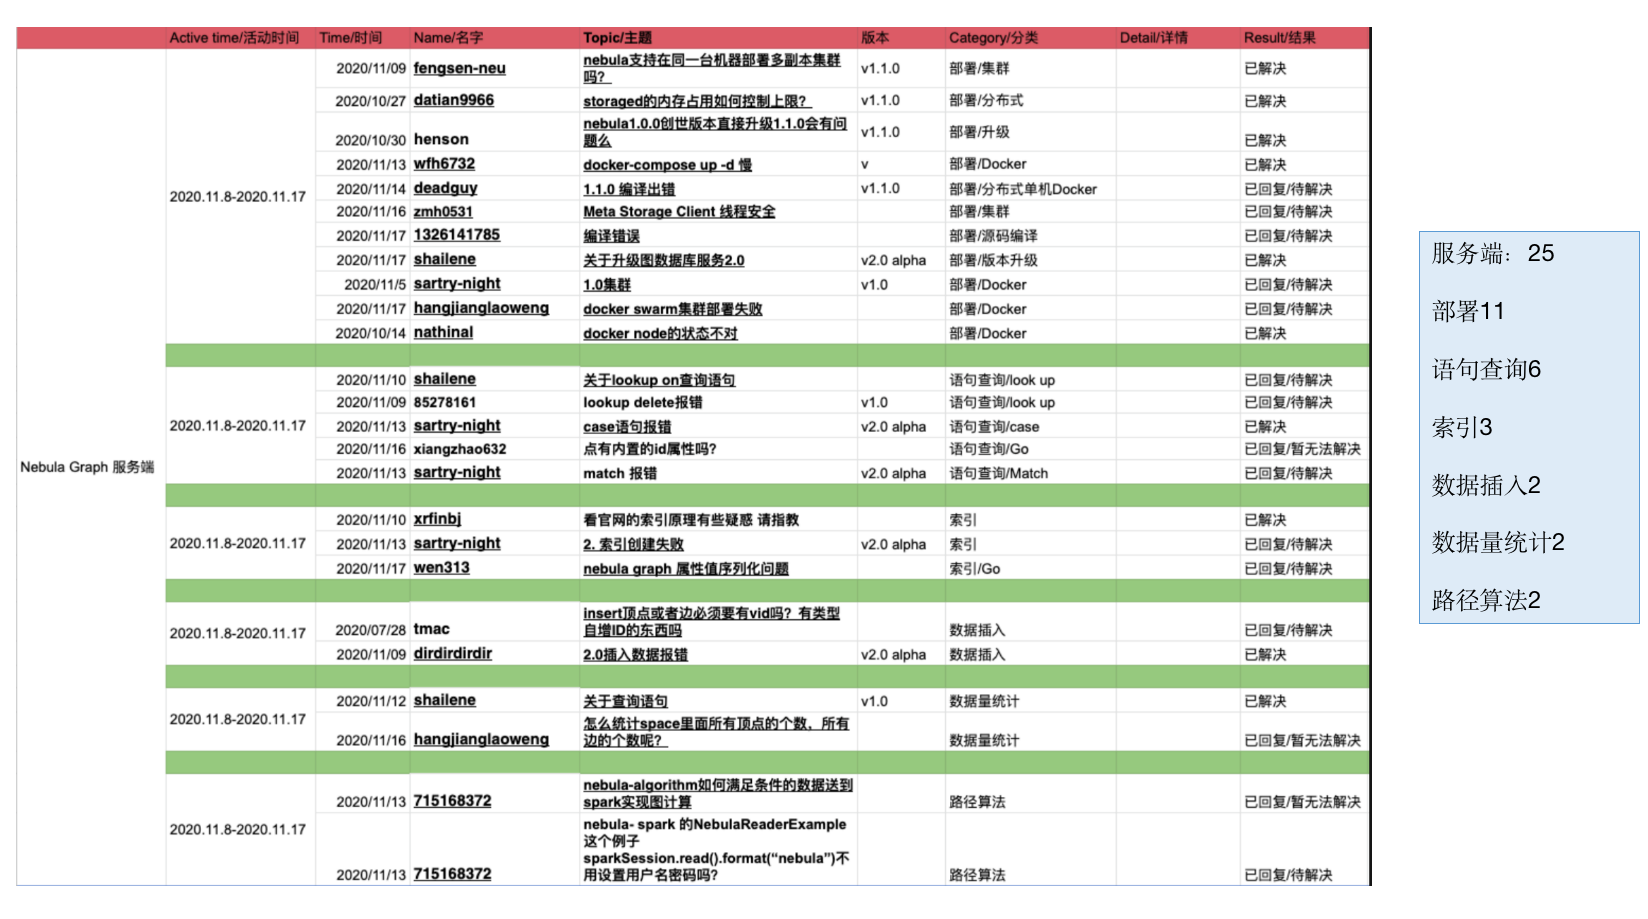 Active time/活动时间 Time/时间 Name/名字 Topic/主题 版本 Category/分类 Detail/详情 Result/结果
Nebula Graph 服务端
2020.11.8-2020.11.17
2020/11/09 fengsen-neu nebula支持在同一台机器部署多副本集群
吗? v1.1.0 部署/集群 已解决
2020/10/27 datian9966 storaged的内存占用如何控制上限? v1.1.0 部署/分布式 已解决
2020/10/30 henson nebula1.0.0创世版本直接升级1.1.0会有问
题么 v1.1.0 部署/升级 已解决
2020/11/13 wfh6732 docker-compose up -d 慢 v 部署/Docker 已解决
2020/11/14 deadguy 1.1.0 编译出错 v1.1.0 部署/分布式单机Docker 已回复/待解决
2020/11/16 zmh0531 Meta Storage Client 线程安全 部署/集群 已回复/待解决
2020/11/17 1326141785 编译错误 部署/源码编译 已回复/待解决
2020/11/17 shailene 关于升级图数据库服务2.0 v2.0 alpha 部署/版本升级 已解决
2020/11/5 sartry-night 1.0集群 v1.0 部署/Docker 已回复/待解决
2020/11/17 hangjianglaoweng docker swarm集群部署失败 部署/Docker 已回复/待解决
2020/10/14 nathinal docker node的状态不对 部署/Docker 已解决
2020.11.8-2020.11.17
2020/11/10 shailene 关于lookup on查询语句 语句查询/look up 已回复/待解决
2020/11/09 85278161 lookup delete报错 v1.0 语句查询/look up 已回复/待解决
2020/11/13 sartry-night case语句报错 v2.0 alpha 语句查询/case 已解决
2020/11/16 xiangzhao632 点有内置的id属性吗? 语句查询/Go 已回复/暂无法解决
2020/11/13 sartry-night match 报错 v2.0 alpha 语句查询/Match 已回复/待解决
2020.11.8-2020.11.17
2020/11/10 xrfinbj 看官网的索引原理有些疑惑 请指教 索引 已解决
2020/11/13 sartry-night 2. 索引创建失败 v2.0 alpha 索引 已回复/待解决
2020/11/17 wen313 nebula graph 属性值序列化问题 索引/Go 已回复/待解决
2020.11.8-2020.11.17
2020/07/28 tmac insert顶点或者边必须要有vid吗? 有类型
自增ID的东西吗 数据插入 已回复/待解决
2020/11/09 dirdirdirdir 2.0插入数据报错 v2.0 alpha 数据插入 已解决
2020.11.8-2020.11.17
2020/11/12 shailene 关于查询语句 v1.0 数据量统计 已解决
2020/11/16 hangjianglaoweng 怎么统计space里面所有顶点的个数，所有
边的个数呢? 数据量统计 已回复/暂无法解决
2020.11.8-2020.11.17
2020/11/13 715168372 nebula-algorithm如何满足条件的数据送到
spark实现图计算 路径算法 已回复/暂无法解决
2020/11/13 715168372 nebula- spark 的NebulaReaderExample
这个例子
sparkSession.read().format(“nebula”)不
用设置用户名密码吗? 路径算法 已回复/待解决
服务端：25
部署11
语句查询6
索引3
数据插入2
数据量统计2
路径算法2